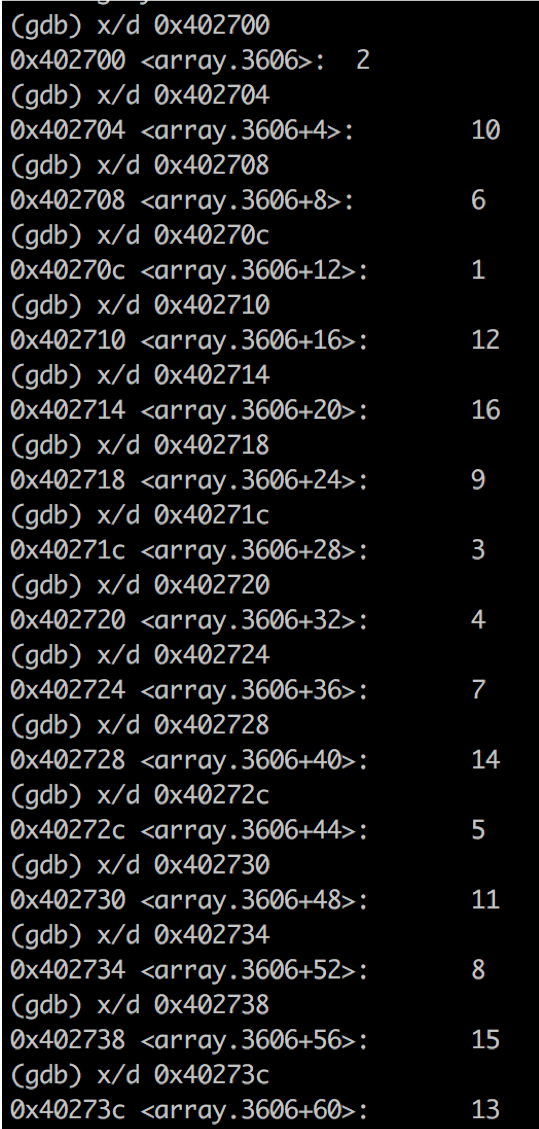 (gdb) x/d 0x402700
0x402700 <array.3606>:  2
(gdb) x/d 0x402704
0x402704 <array.3606+4>:        10
(gdb) x/d 0x402708
0x402708 <array.3606+8>:        6
(gdb) x/d 0x40270c
0x40270c <array.3606+12>:       1
(gdb) x/d 0x402710
0x402710 <array.3606+16>:       12
(gdb) x/d 0x402714
0x402714 <array.3606+20>:       16
(gdb) x/d 0x402718
0x402718 <array.3606+24>:       9
(gdb) x/d 0x40271c
0x40271c <array.3606+28>:       3
(gdb) x/d 0x402720
0x402720 <array.3606+32>:       4
(gdb) x/d 0x402724
0x402724 <array.3606+36>:       7
(gdb) x/d 0x402728
0x402728 <array.3606+40>:       14
(gdb) x/d 0x40272c
0x40272c <array.3606+44>:       5
(gdb) x/d 0x402730
0x402730 <array.3606+48>:       11
(gdb) x/d 0x402734
0x402734 <array.3606+52>:       8
(gdb) x/d 0x402738
0x402738 <array.3606+56>:       15
(gdb) x/d 0x40273c
0x40273c <array.3606+60>:       13